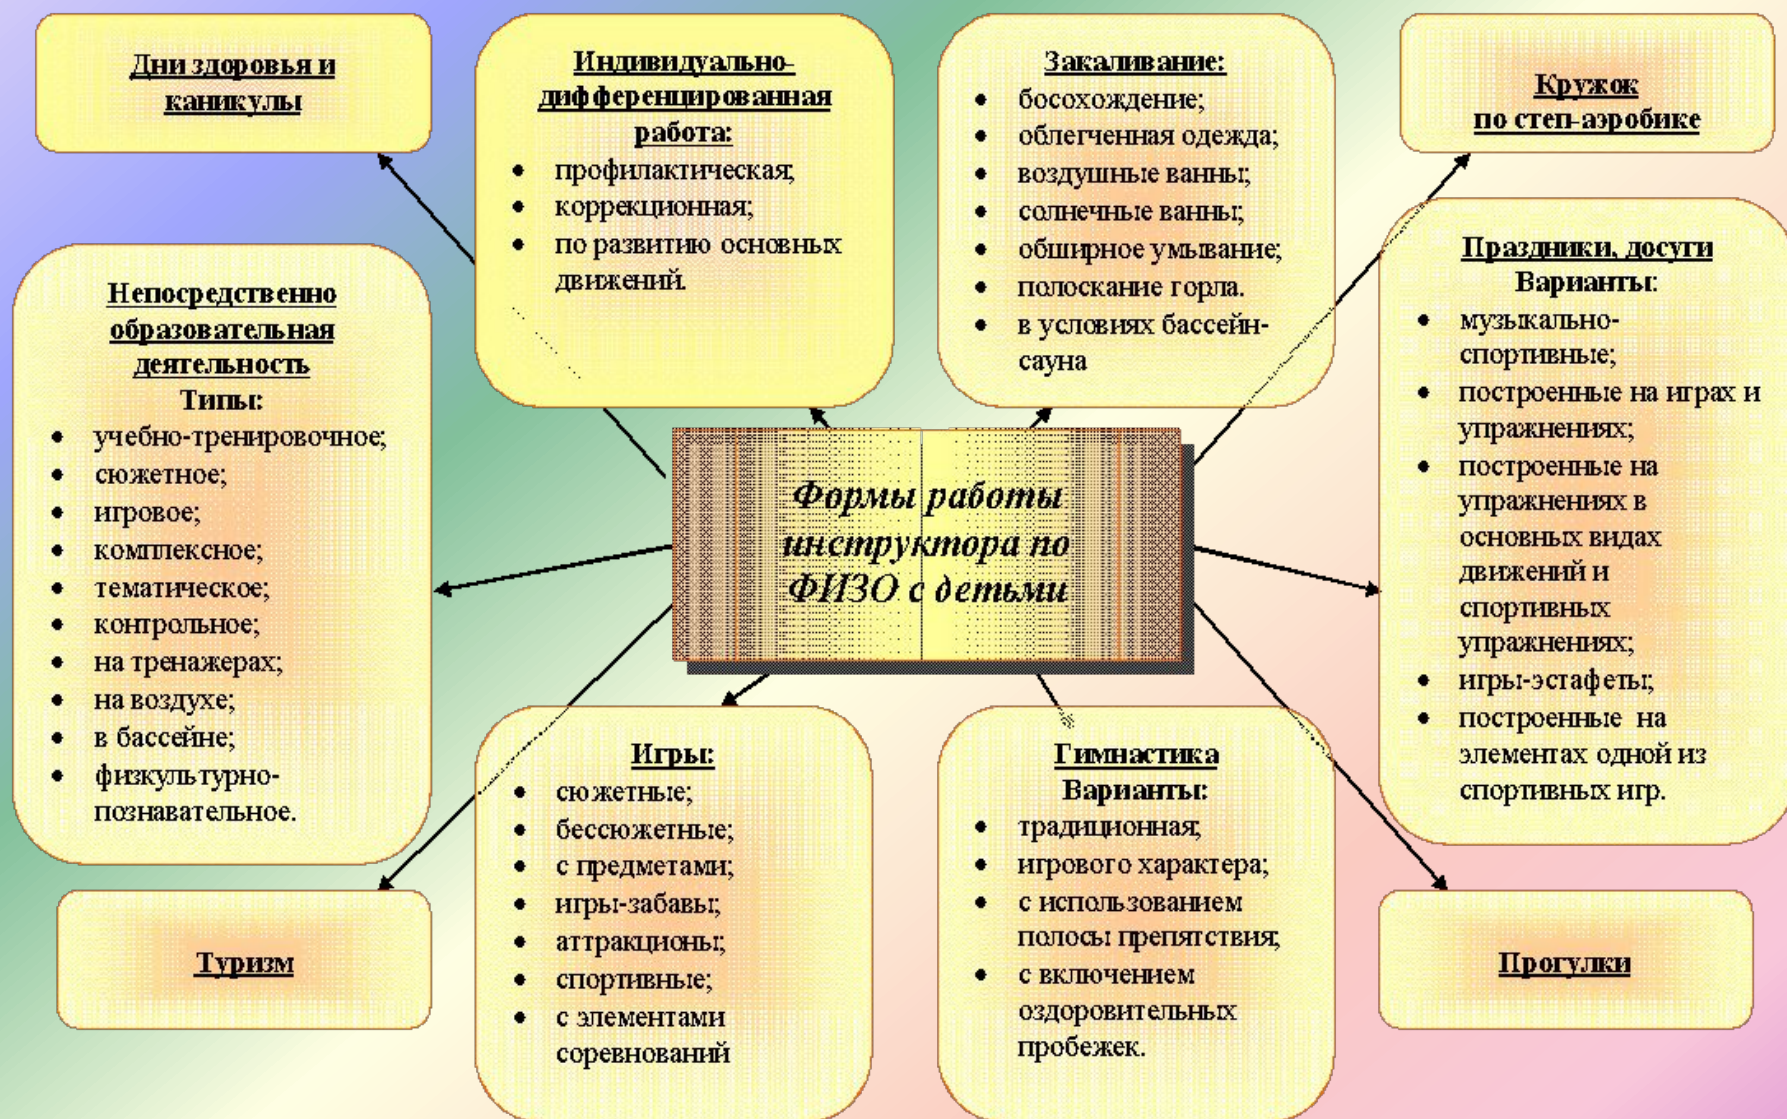 Дни здоровья и
каникулы
Индивидуально-
дифференцированная
работа:
• профилактическая;
• коррекционная;
• по развитию основных
движений.
Закаливание:
• босохождение;
• облегченная одежда;
• воздушные ванны;
• солнечные ванны;
• обширное умывание;
• полоскание горла.
• в условиях бассейн-
сауна
Кружок
по степ-аэробике
Непосредственно
образовательная
деятельность
Типы:
• учебно-тренировочное;
• сюжетное;
• игровое;
• комплексное;
• тематическое;
• контрольное;
• на тренажерах;
• на воздухе;
• в бассейне;
• физкультурно-
познавательное.
Формы работы
инструктора по
ФИЗО с детьми
Праздники, досуги
Варианты:
• музыкально-
спортивные;
• построенные на играх и
упражнениях;
• построенные на
упражнениях в
основных видах
движений и
спортивных
упражнениях;
• игры-эстафеты;
• построенные на
элементах одной из
спортивных игр.
Туризм
Игры:
• сюжетные;
• бессюжетные;
• с предметами;
• игры-забавы;
• аттракционы;
• спортивные;
• с элементами
соревнований
Гимнастика
Варианты:
• традиционная;
• игрового характера;
• с использованием
полосы препятствия;
• с включением
оздоровительных
пробежек.
Прогулки